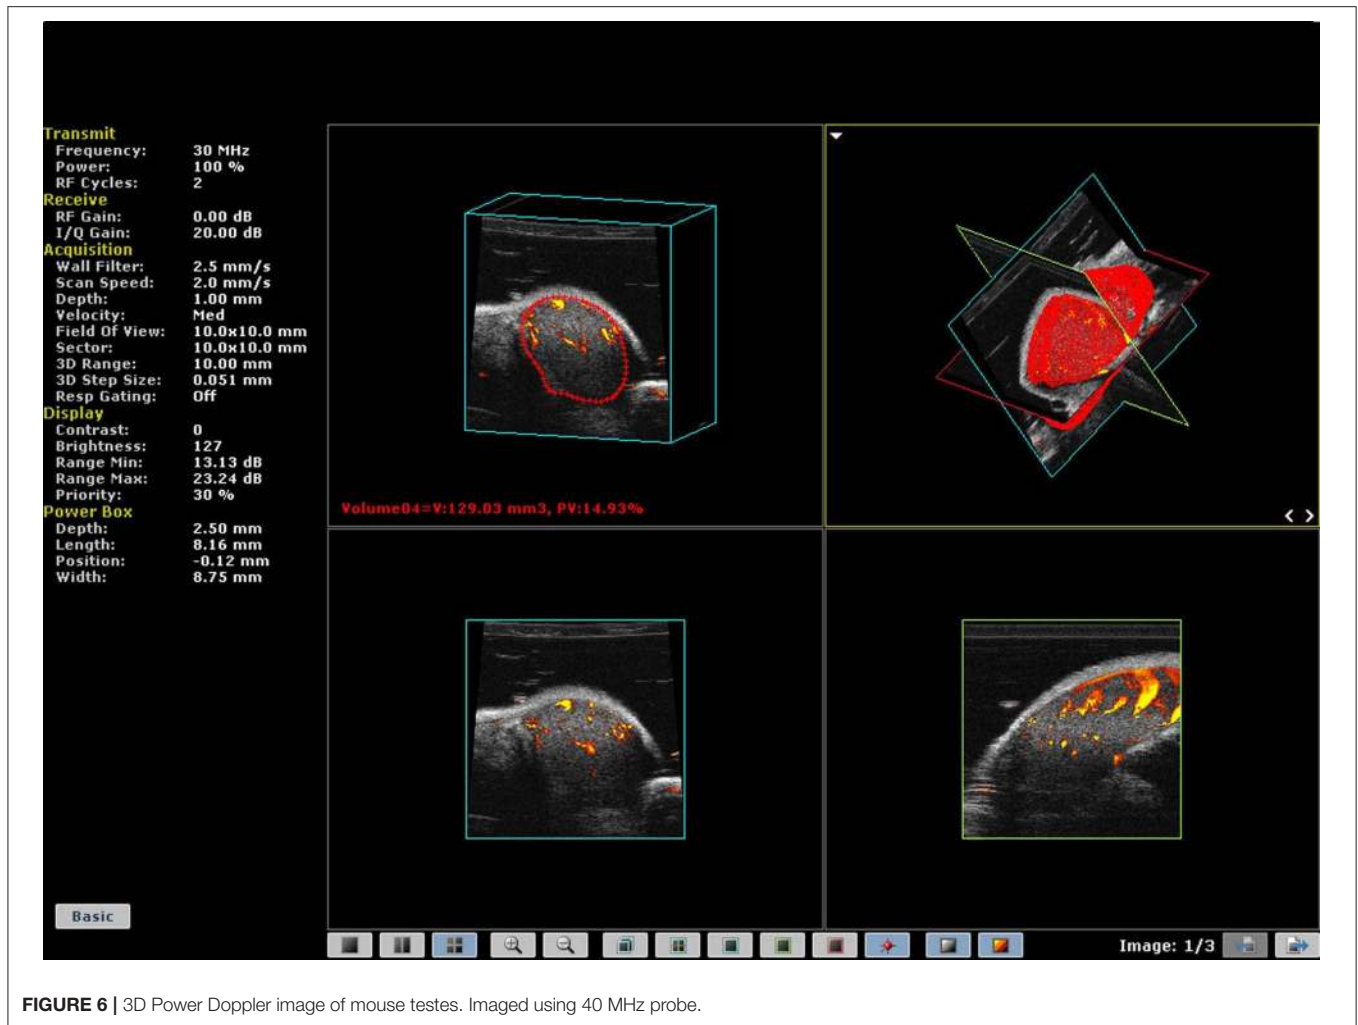 Transmit
Frequency: 30 MHz
Power: 100 %
RF Cycles: 2
Receive
RF Gain: 0.00 dB
I/Q Gain: 20.00 dB
Acquisition
Wall Filter: 2.5 mm/s
Scan Speed: 2.0 mm/s
Depth: 1.00 mm
Velocity: Med
Field Of View: 10.0x10.0 mm
Sector: 10.0x10.0 mm
3D Range: 10.00 mm
3D Step Size: 0.051 mm
Resp Gating: Off
Display
Contrast: 0
Brightness: 127
Range Min: 13.13 dB
Range Max: 23.24 dB
Priority: 30 %
Power Box
Depth: 2.50 mm
Length: 8.16 mm
Position: -0.12 mm
Width: 8.75 mm
Volume04=V:129.03 mm3, PV:14.93%
Basic
Image: 1/3
FIGURE 6 | 3D Power Doppler image of mouse testes. Imaged using 40 MHz probe.